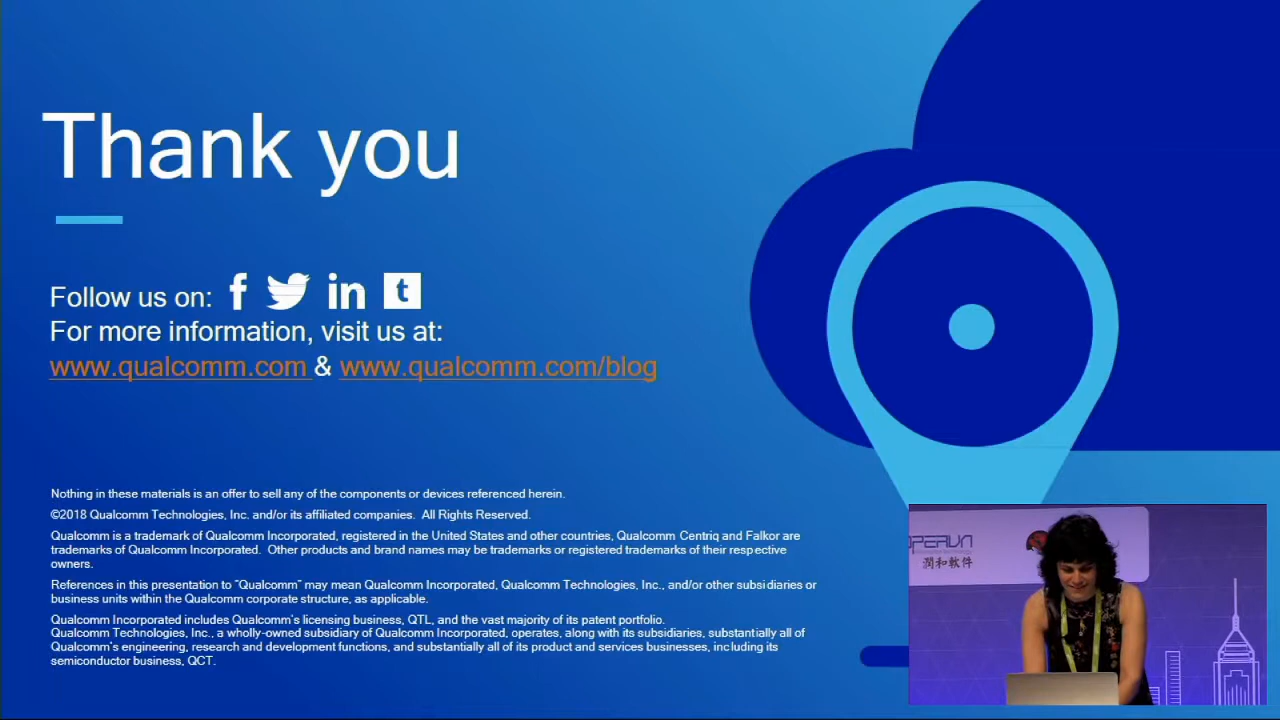 Thank you
Follow us on: f in t
For more information, visit us at:
www.qualcomm.com & www.qualcomm.com/blog
Nothing in these materials is an offer to sell any of the components or devices referenced herein.
©2018 Qualcomm Technologies, Inc. and/or its affiliated companies. All Rights Reserved.
Qualcomm is a trademark of Qualcomm Incorporated, registered in the United States and other countries, Qualcomm Centriq and Falkor are
trademarks of Qualcomm Incorporated. Other products and brand names may be trademarks or registered trademarks of their respective
owners.
References in this presentation to "Qualcomm" may mean Qualcomm Incorporated, Qualcomm Technologies, Inc., and/or other subsidiaries or
business units within the Qualcomm corporate structure, as applicable.
Qualcomm Incorporated includes Qualcomm's licensing business, QTL, and the vast majority of its patent portfolio.
Qualcomm Technologies, Inc., a wholly-owned subsidiary of Qualcomm Incorporated, operates, along with its subsidiaries, substantially all of
Qualcomm's engineering, research and development functions, and substantially all of its product and services businesses, including its
semiconductor business, QCT.
潤和軟件